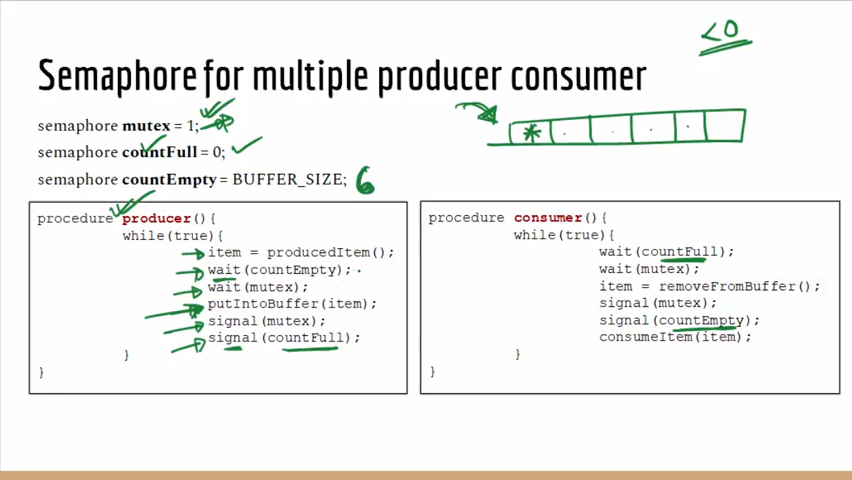 <0
Semaphore for multiple producer consumer
semaphore mutex = 1;
semaphore countFull = 0;
semaphore countEmpty = BUFFER_SIZE; 6
procedure producer(){
while(true){
item = producedItem();
wait(countEmpty);
wait(mutex);
putIntoBuffer(item);
signal(mutex);
signal(countFull);
}
}
procedure consumer(){
while(true){
wait(countFull);
wait(mutex);
item = removeFromBuffer();
signal(mutex);
signal(countEmpty);
consumeItem(item);
}
}